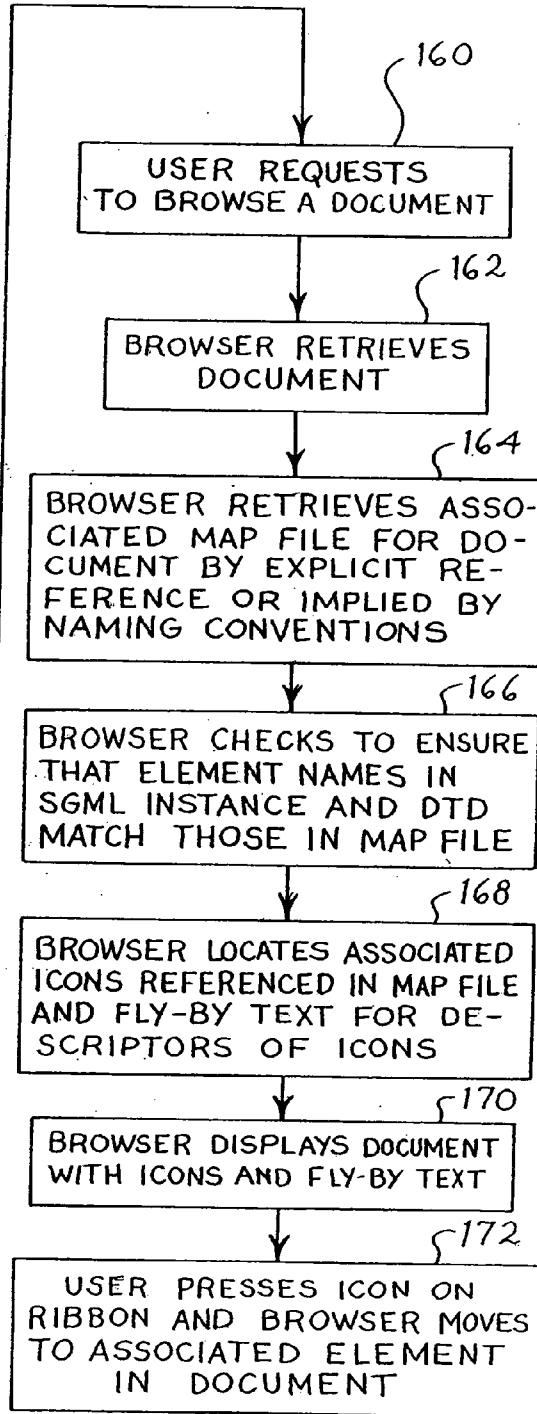 160
USER REQUESTS
TO BROWSE A DOCUMENT
162
BROWSER RETRIEVES
DOCUMENT
164
BROWSER RETRIEVES ASSO-
CIATED MAP FILE FOR DO-
CUMENT BY EXPLICIT RE-
FERENCE OR IMPLIED BY
NAMING CONVENTIONS
166
BROWSER CHECKS TO ENSURE
THAT ELEMENT NAMES IN
SGML INSTANCE AND DTD
MATCH THOSE IN MAP FILE
168
BROWSER LOCATES ASSOCIATED
ICONS REFERENCED IN MAP FILE
AND FLY-BY TEXT FOR DE-
SCRIPTORS OF ICONS
170
BROWSER DISPLAYS DOCUMENT
WITH ICONS AND FLY-BY TEXT
172
USER PRESSES ICON ON
RIBBON AND BROWSER MOVES
TO ASSOCIATED ELEMENT
IN DOCUMENT